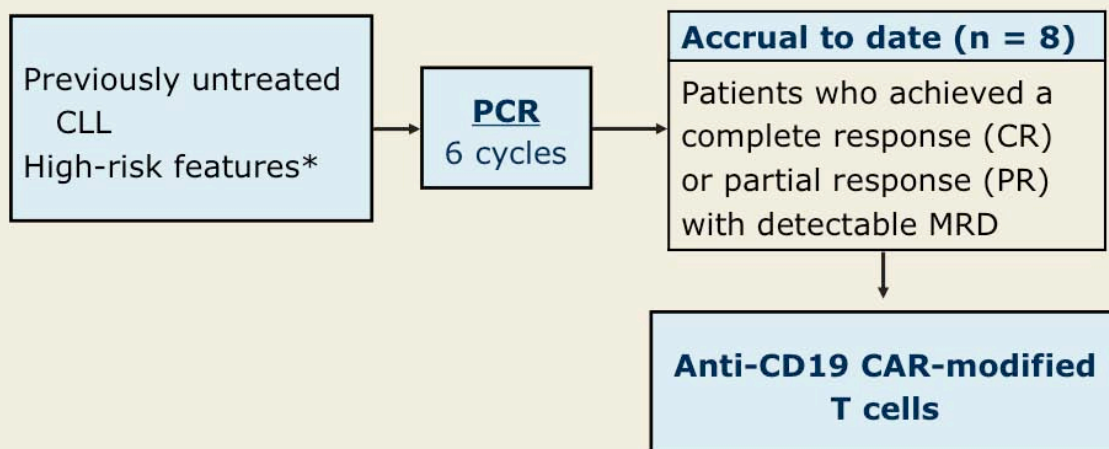 Previously untreated
CLL
High-risk features*
PCR
6 cycles
Accrual to date (n = 8)
Patients who achieved a
complete response (CR)
or partial response (PR)
with detectable MRD
Anti-CD19 CAR-modified
T cells